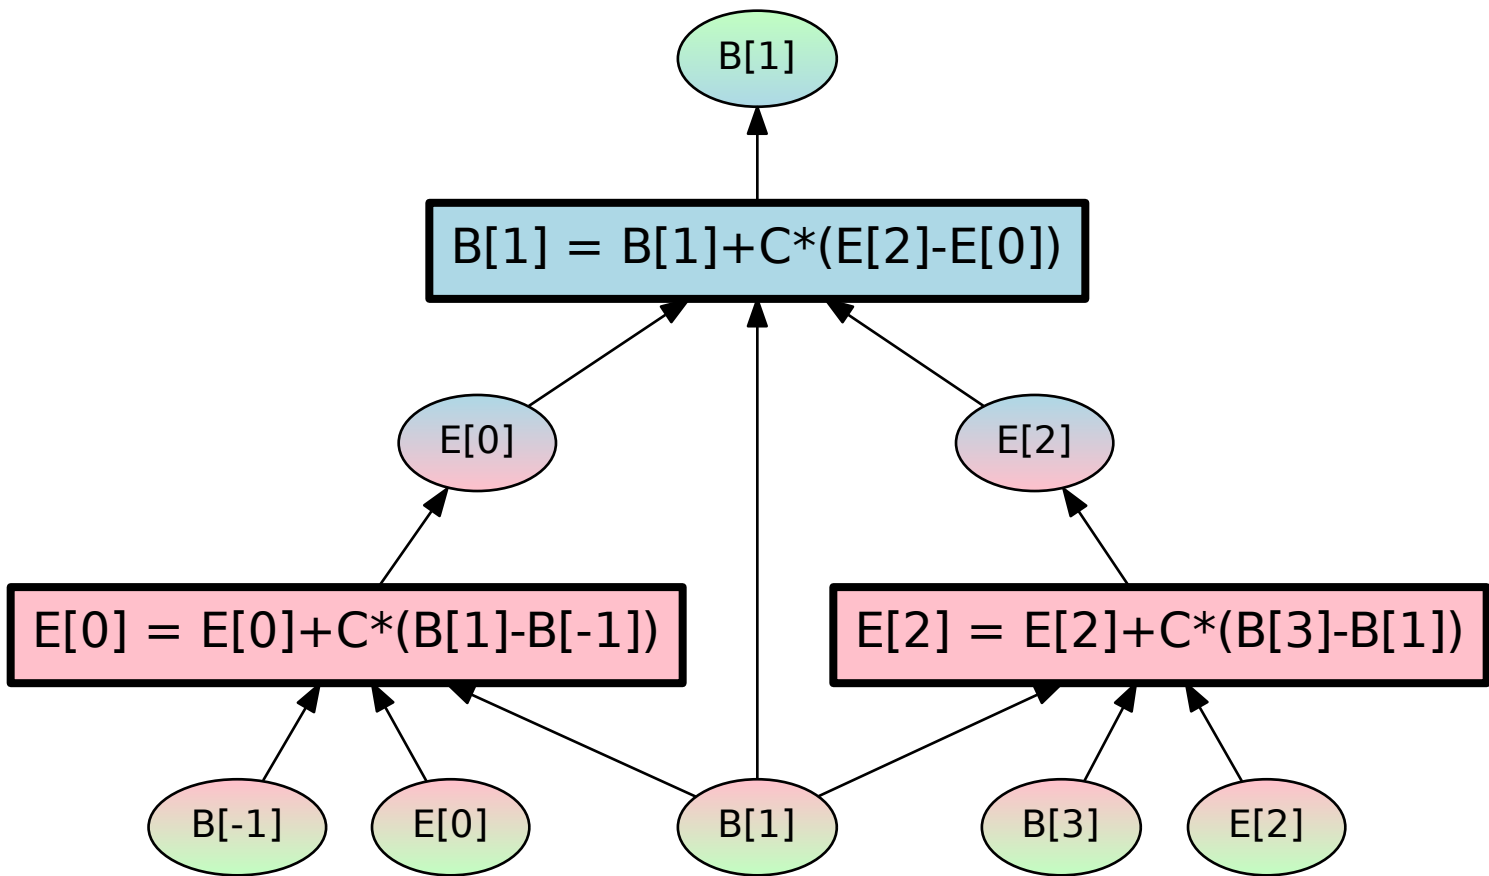 B[1]
B[1] = B[1]+C*(E[2]-E[0])
E[0]
E[2]
E[0] = E[0]+C*(B[1]-B[-1])
E[2] = E[2]+C*(B[3]-B[1])
B[-1]
E[0]
B[1]
B[3]
E[2]